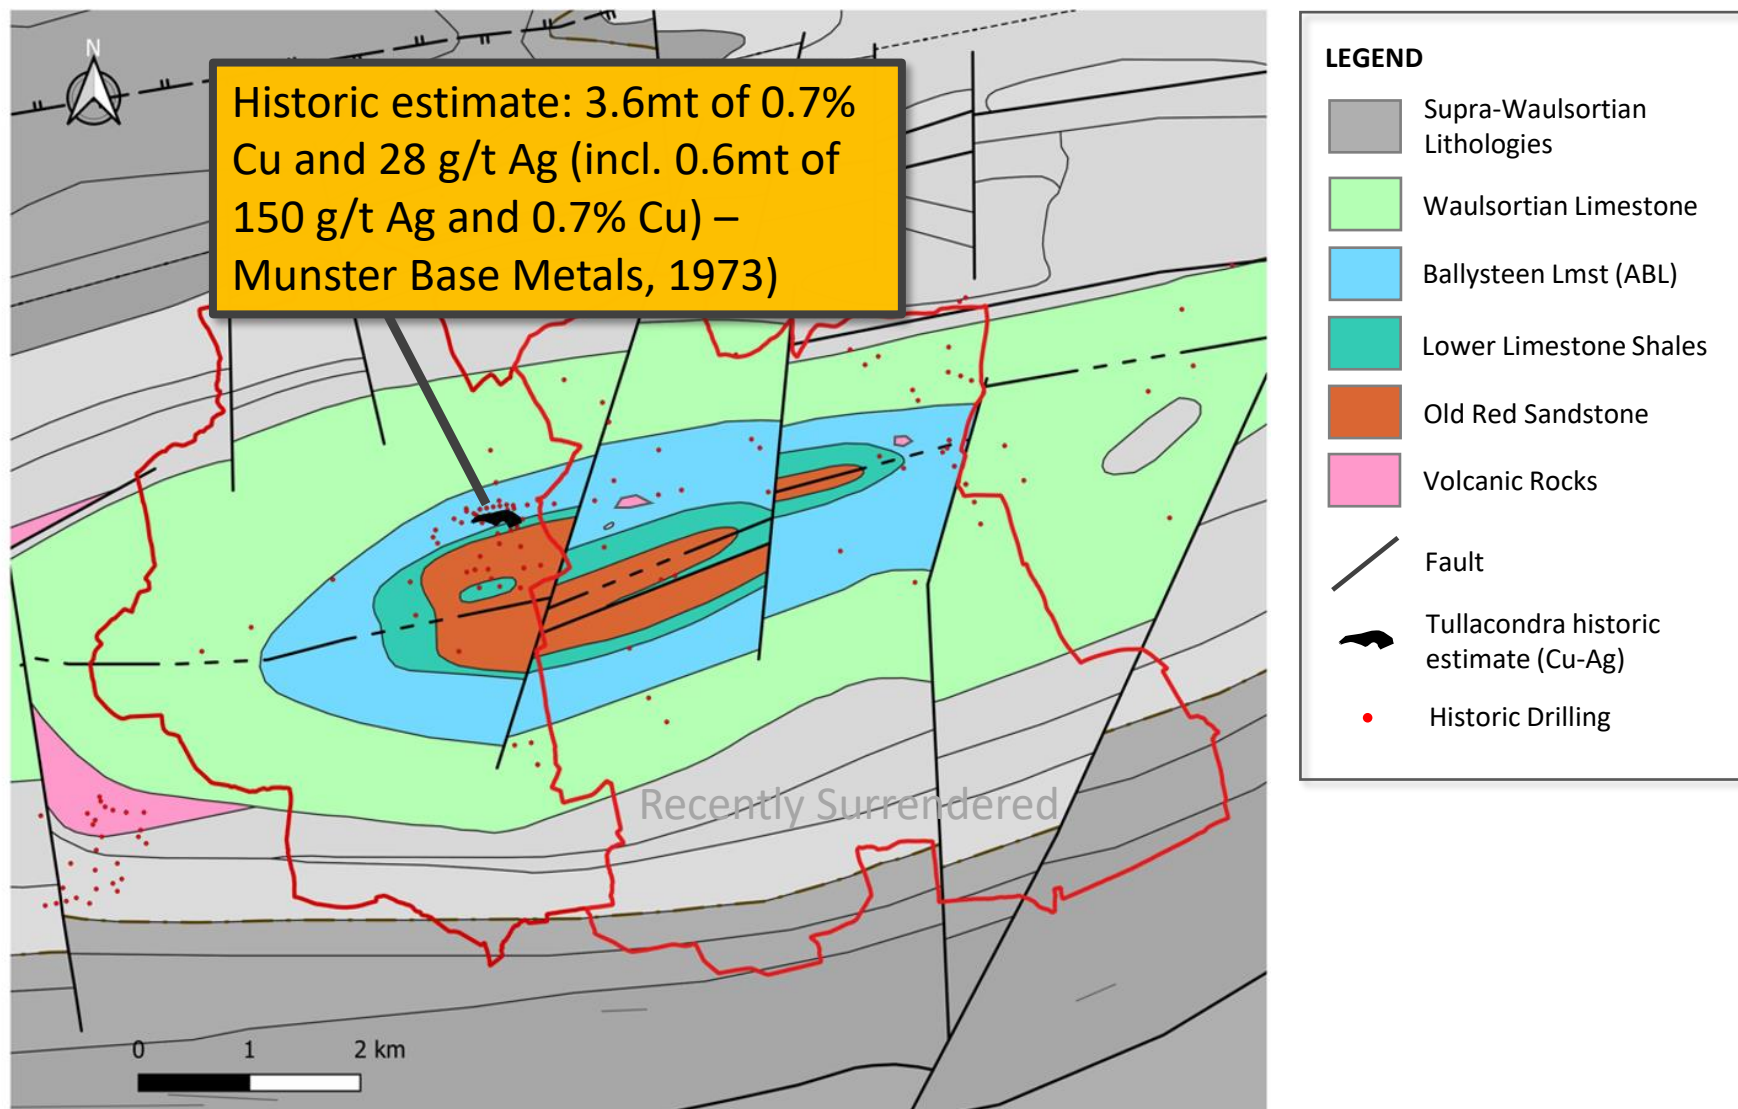 N
Historic estimate: 3.6mt of 0.7%
Cu and 28 g/t Ag (incl. 0.6mt of
150 g/t Ag and 0.7% Cu) –
Munster Base Metals, 1973)
Recently Surrendered
0 1 2 km
LEGEND
Supra-Waulsortian
Lithologies
Waulsortian Limestone
Ballysteen Lmst (ABL)
Lower Limestone Shales
Old Red Sandstone
Volcanic Rocks
Fault
Tullacondra historic
estimate (Cu-Ag)
Historic Drilling